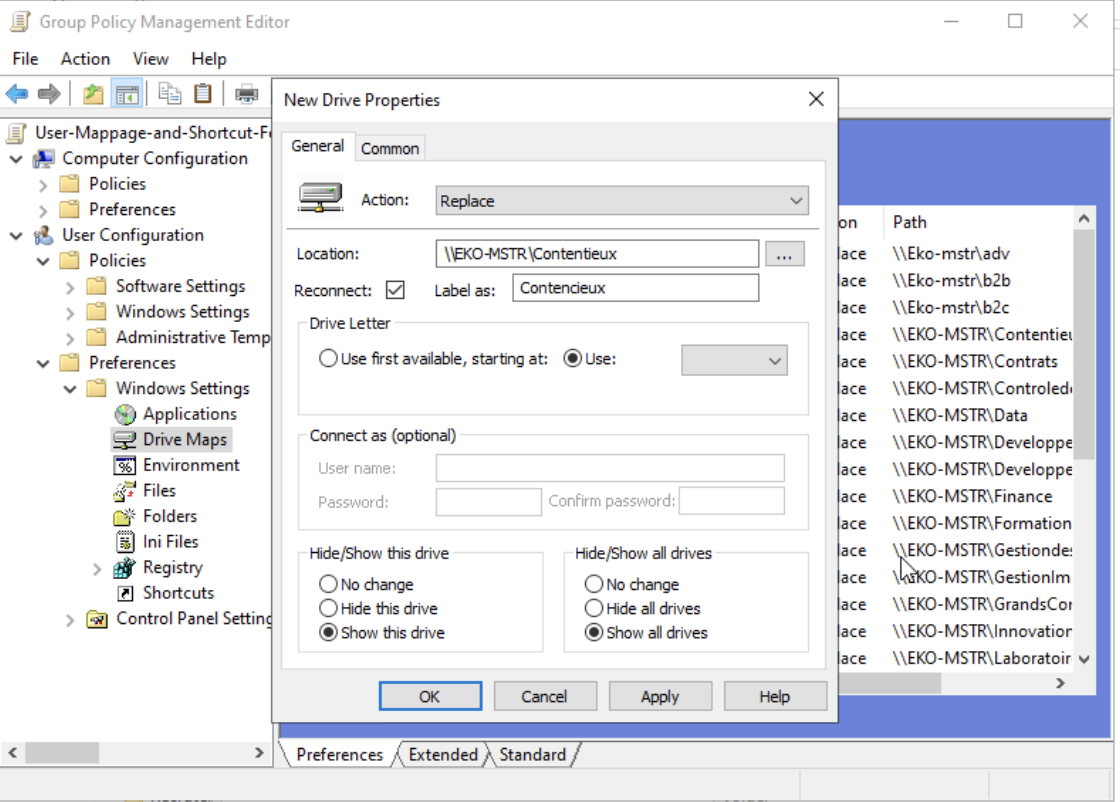 Group Policy Management Editor
File Action View Help
User-Mappage-and-Shortcut-F
Computer Configuration
Policies
Preferences
User Configuration
Policies
Software Settings
Windows Settings
Administrative Temp
Preferences
Windows Settings
Applications
Drive Maps
Environment
Files
Folders
Ini Files
Registry
Shortcuts
Control Panel Setting
New Drive Properties
General Common
Action: Replace
Location: \\EKO-MSTR\Contentieux ...
Reconnect: Label as: Contencieux
Drive Letter
Use first available, starting at: Use:
Connect as (optional)
User name:
Password: Confirm password:
Hide/Show this drive
No change
Hide this drive
Show this drive
Hide/Show all drives
No change
Hide all drives
Show all drives
OK Cancel Apply Help
on Path
lace \\Eko-mstr\adv
lace \\Eko-mstr\b2b
lace \\Eko-mstr\b2c
lace \\EKO-MSTR\Contentieu
lace \\EKO-MSTR\Contrats
lace \\EKO-MSTR\Controled
lace \\EKO-MSTR\Data
lace \\EKO-MSTR\Developpe
lace \\EKO-MSTR\Developpe
lace \\EKO-MSTR\Finance
lace \\EKO-MSTR\Formation
lace \\EKO-MSTR\Gestiondes
lace \\EKO-MSTR\GestionIm
lace \\EKO-MSTR\GrandsCor
lace \\EKO-MSTR\Innovation
lace \\EKO-MSTR\Laboratoir
Preferences Extended Standard